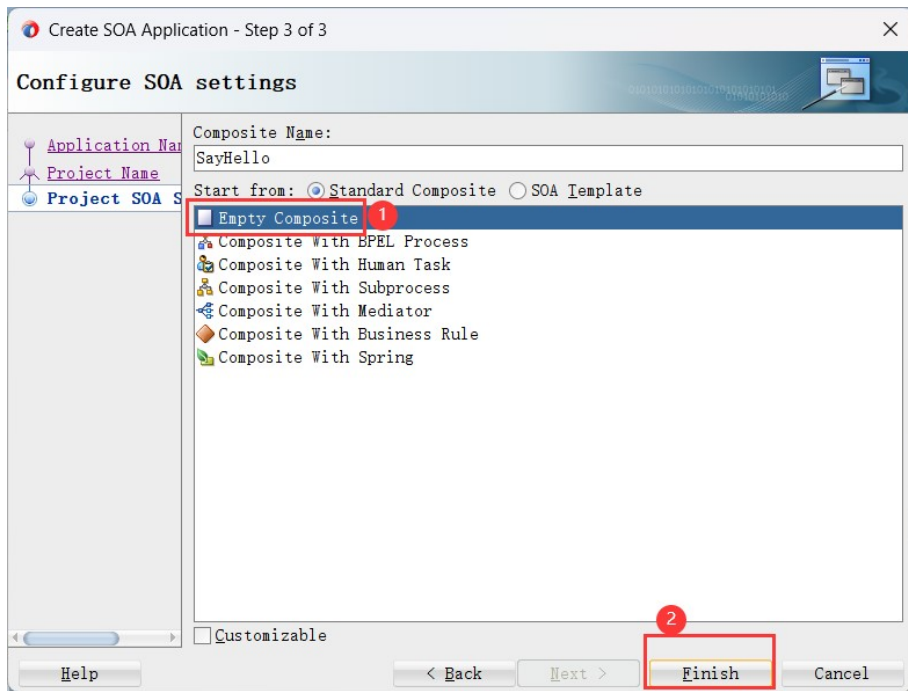 Create SOA Application - Step 3 of 3
Configure SOA settings
Application Nam
Project Name
Project SOA S
Composite Name:
SayHello
Start from: Standard Composite SOA Template
Empty Composite 1
Composite With BPEL Process
Composite With Human Task
Composite With Subprocess
Composite With Mediator
Composite With Business Rule
Composite With Spring
Customizable
2
Help < Back Next > Finish Cancel